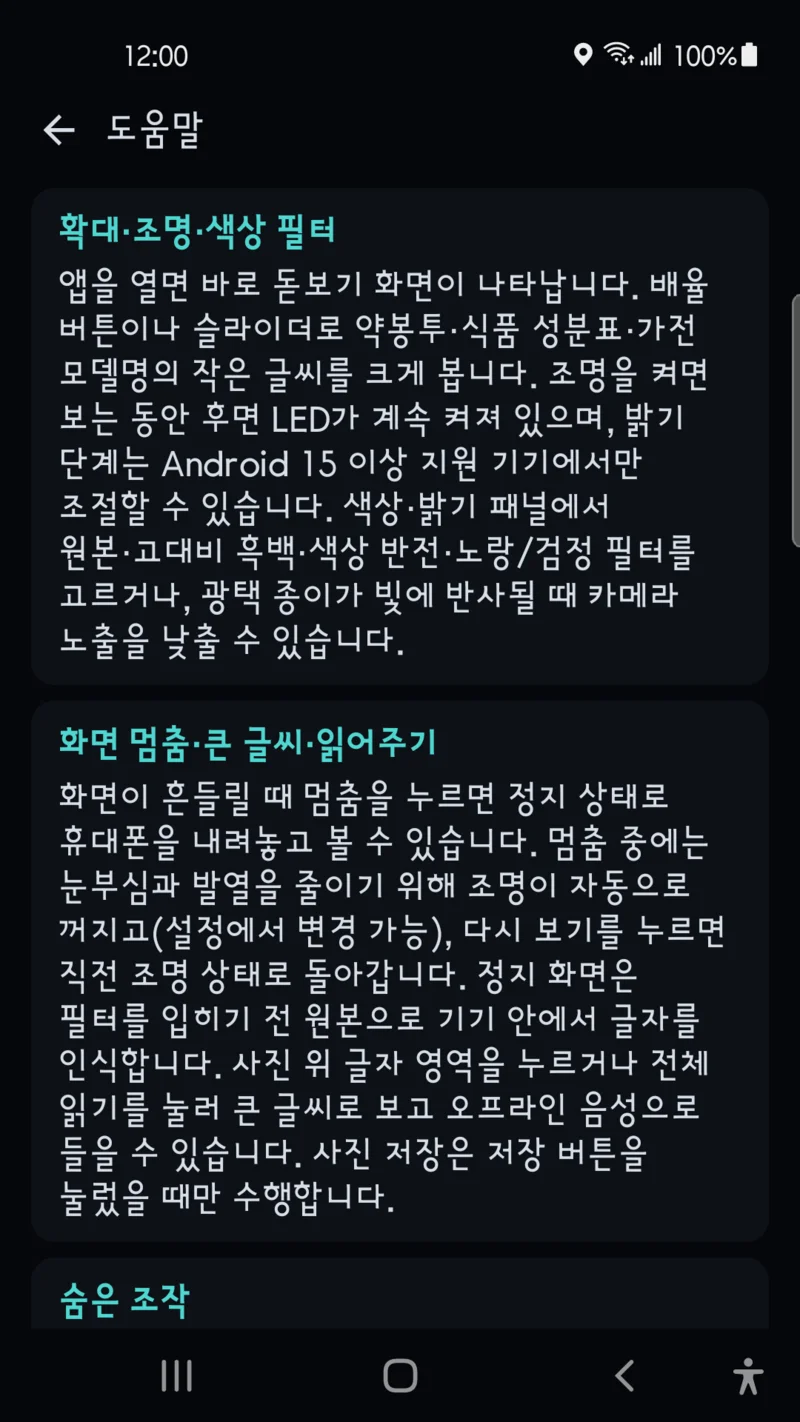 12:00
100%
도움말
확대·조명·색상 필터
앱을 열면 바로 돋보기 화면이 나타납니다. 배율
버튼이나 슬라이더로 약봉투·식품 성분표·가전
모델명의 작은 글씨를 크게 봅니다. 조명을 켜면
보는 동안 후면 LED가 계속 켜져 있으며, 밝기
단계는 Android 15 이상 지원 기기에서만
조절할 수 있습니다. 색상·밝기 패널에서
원본·고대비 흑백·색상 반전·노랑/검정 필터를
고르거나, 광택 종이가 빛에 반사될 때 카메라
노출을 낮출 수 있습니다.
화면 멈춤·큰 글씨·읽어주기
화면이 흔들릴 때 멈춤을 누르면 정지 상태로
휴대폰을 내려놓고 볼 수 있습니다. 멈춤 중에는
눈부심과 발열을 줄이기 위해 조명이 자동으로
꺼지고(설정에서 변경 가능), 다시 보기를 누르면
직전 조명 상태로 돌아갑니다. 정지 화면은
필터를 입히기 전 원본으로 기기 안에서 글자를
인식합니다. 사진 위 글자 영역을 누르거나 전체
읽기를 눌러 큰 글씨로 보고 오프라인 음성으로
들을 수 있습니다. 사진 저장은 저장 버튼을
눌렀을 때만 수행합니다.
숨은 조작